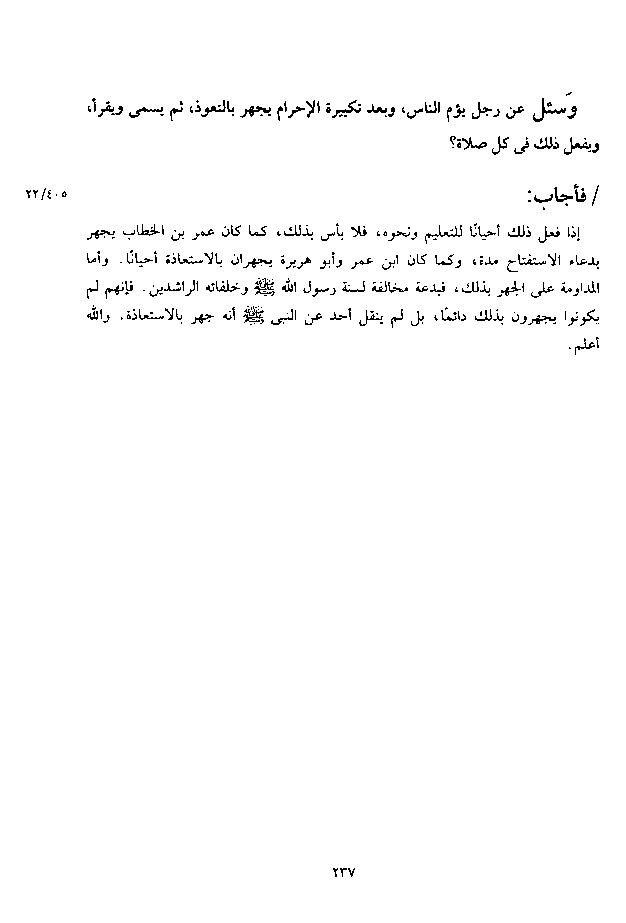 وَسئل عن رجل يؤم الناس، وبعد تكبيرة الإحرام يجهر بالتعوذ، ثم يسمى ويقرأ،
ويفعل ذلك فى كل صلاة؟
/ فأجاب: ٢٢/٤٠٥
إذا فعل ذلك أحيانًا للتعليم ونحوه، فلا بأس بذلك، كما كان عمر بن الخطاب يجهر
بدعاء الاستفتاح مدة، وكما كان ابن عمر وأبو هريرة يجهران بالاستعاذة أحيانًا. وأما
المداومة على الجهر بذلك، فبدعة مخالفة لسنة رسول الله ﷺ وخلفائه الراشدين. فإنهم لم
يكونوا يجهرون بذلك دائمًا، بل لم ينقل أحد عن النبى ﷺ أنه جهر بالاستعاذة. والله
أعلم.
٢٣٧